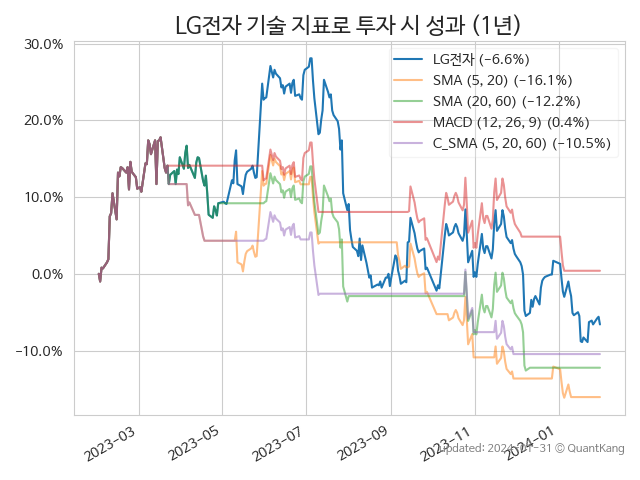 LG전자 기술 지표로 투자 시 성과 (1년)
30.0%
20.0%
10.0%
0.0%
−10.0%
LG전자 (−6.6%)
SMA (5, 20) (−16.1%)
SMA (20, 60) (−12.2%)
MACD (12, 26, 9) (0.4%)
C_SMA (5, 20, 60) (−10.5%)
2023-03
2023-05
2023-07
2023-09
2023-11
2024-01
updated: 2024-01-31 © QuantKang